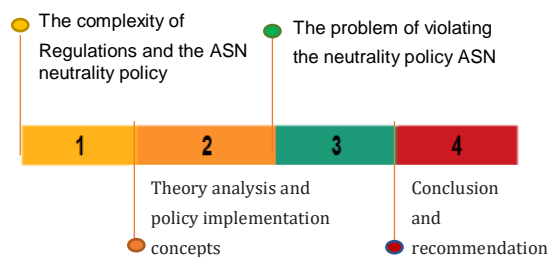 The complexity of
Regulations and the ASN
neutrality policy
The problem of violating
the neutrality policy ASN
1 2 3 4
Theory analysis and
policy implementation
concepts
Conclusion
and
recommendation